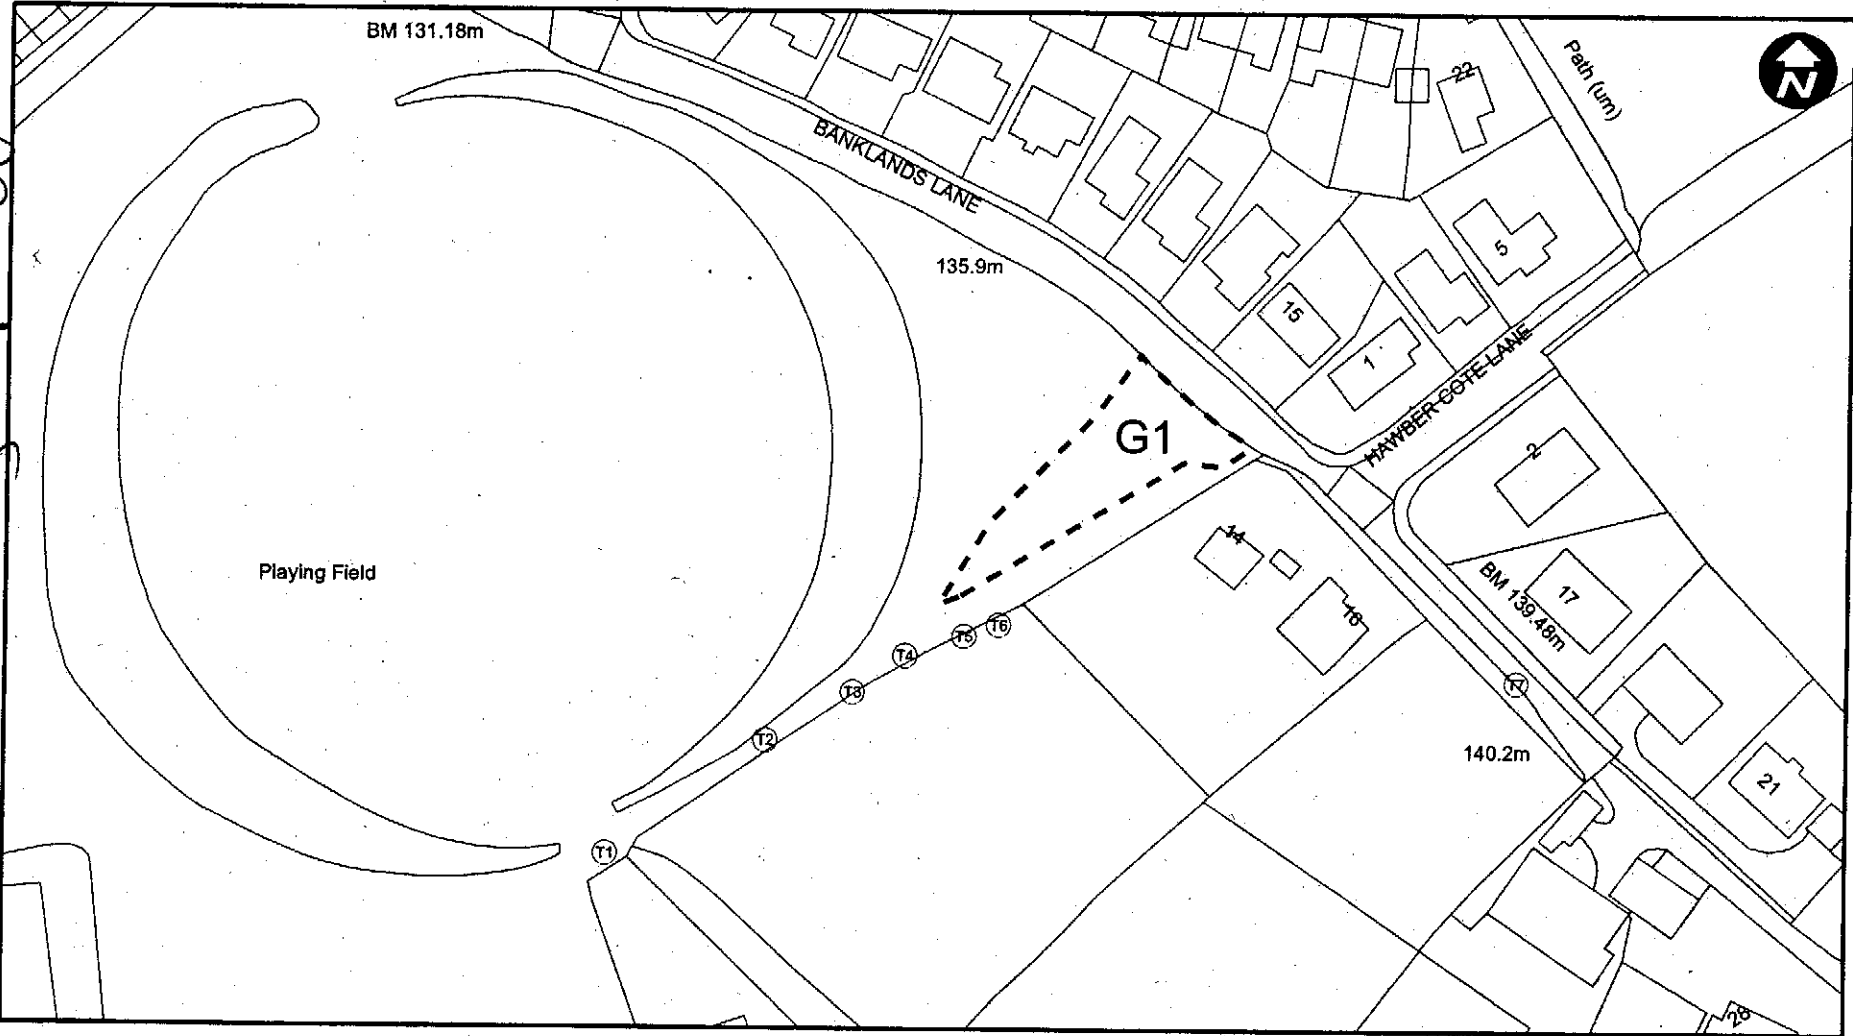 BM 131.18m
N
22
Path (um)
BANKLANDS LANE
5
135.9m
15
1
HAWBER COTE LANE
G1
2
14
Playing Field
BM 139.48m
17
16
T6
T5
T4
T3
T7
T2
140.2m
21
T1
28